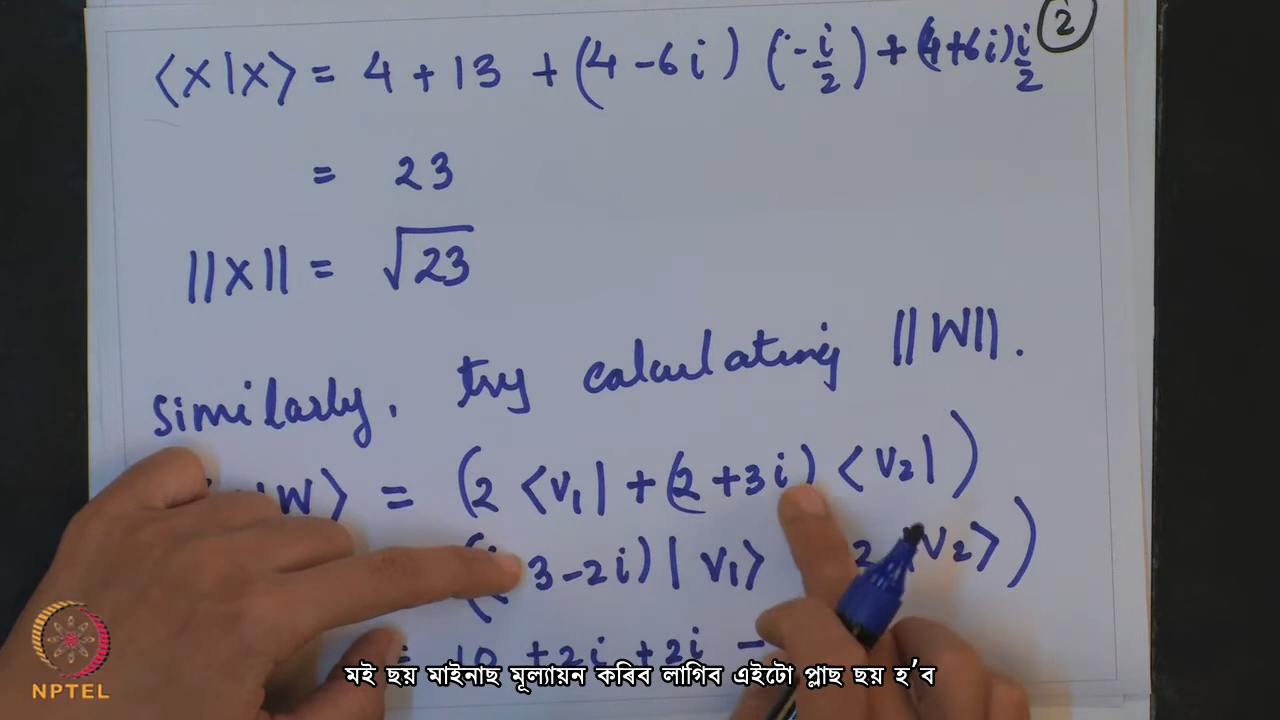 ②
⟨x|x⟩ = 4 + 13 + (4 - 6i) (-i/2) + (4+6i) i/2
= 23
||x|| = √23
Similarly, try calculating ||W||.
W⟩ = (2 ⟨v₁| + (2 + 3i) ⟨v₂|)
3-2i) | v₁⟩ 2 v₂⟩)
= 10 + 2i + 2i -
মই ছয় মাইনাছ মূল্যায়ন কৰিব লাগিব এইটো প্লাছ ছয় হ'ব
NPTEL